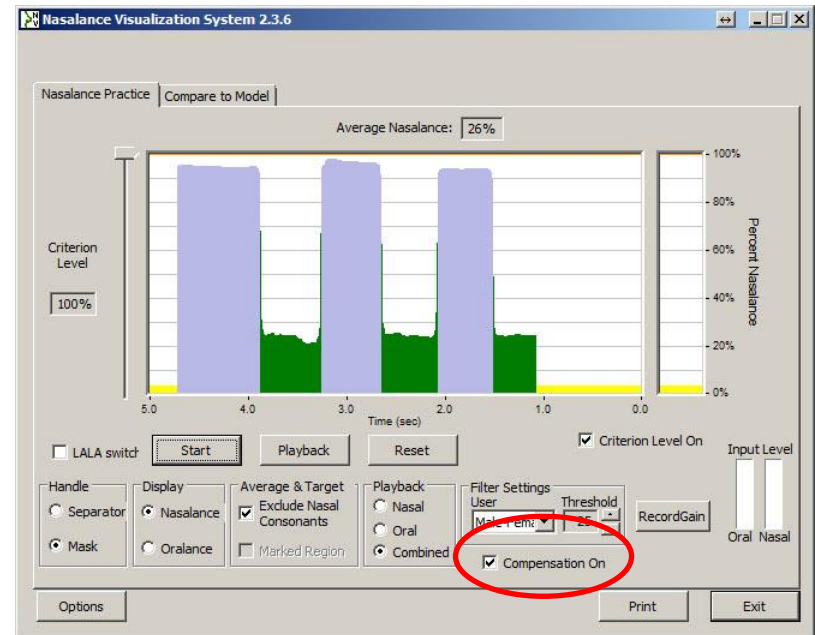 Nasalance Visualization System 2.3.6
Nasalance Practice
Compare to Model
Average Nasalance: 26%
100%
80%
60%
40%
20%
0%
Percent Nasalance
Criterion
Level
100%
5.0 4.0 3.0 2.0 1.0 0.0
Time (sec)
LALA switch
Start
Playback
Reset
Criterion Level On
Input Level
Oral Nasal
Handle
Separator
Mask
Display
Nasalance
Oralance
Average & Target
Exclude Nasal
Consonants
Marked Region
Playback
Nasal
Oral
Combined
Filter Settings
User
Threshold
25
RecordGain
Compensation On
Options
Print
Exit